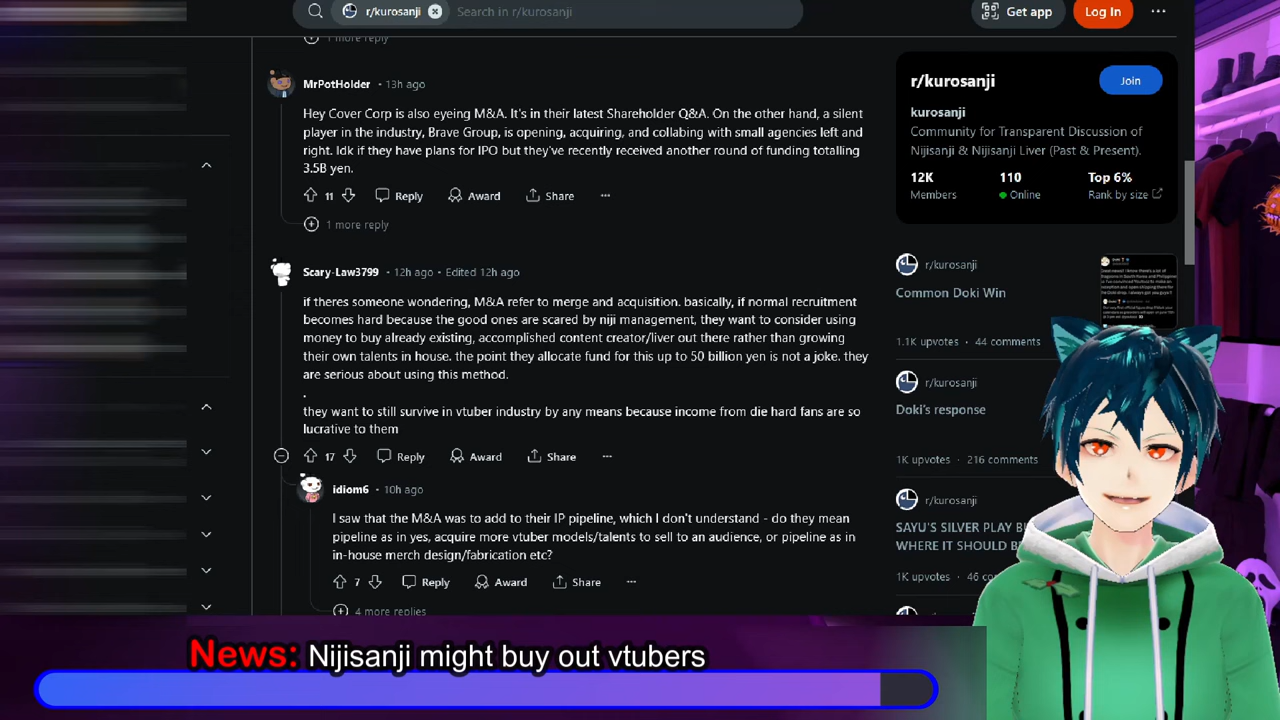 r/kurosanji
Search in r/kurosanji
Get app
Log In
1 more reply
MrPotHolder • 13h ago
Hey Cover Corp is also eyeing M&A. It's in their latest Shareholder Q&A. On the other hand, a silent
player in the industry, Brave Group, is opening, acquiring, and collabing with small agencies left and
right. Idk if they have plans for IPO but they've recently received another round of funding totalling
3.5B yen.
11 Reply Award Share ...
1 more reply
Scary-Law3799 • 12h ago • Edited 12h ago
if theres someone curious, M&A refer to merge and acquisition. basically, if normal recruitment
becomes hard because good ones are scared by niji management, they want to consider using
money to buy already existing, accomplished content creator/liver out there rather than growing
their own talents in house. the point they allocate fund for this up to 50 billion yen is not a joke. they
are serious about using this method.
.
they want to still survive in vtuber industry by any means because income from die hard fans are so
lucrative to them
17 Reply Award Share ...
idiom6 • 10h ago
I saw that the M&A was to add to their IP pipeline, which I don't understand - do they mean
pipeline as in yes, acquire more vtuber models/talents to sell to an audience, or pipeline as in
in-house merch design/fabrication etc?
7 Reply Award Share ...
4 more replies
r/kurosanji
Join
kurosanji
Community for Transparent Discussion of
Nijisanji & Nijisanji Liver (Past & Present).
12K 110 Top 6%
Members Online Rank by size
r/kurosanji
Common Doki Win
1.1K upvotes • 44 comments
r/kurosanji
Doki's response
1K upvotes • 216 comments
r/kurosanji
SAYU'S SILVER PLAY
WHERE IT SHOULD
1K upvotes • 46
News: Nijisanji might buy out vtubers